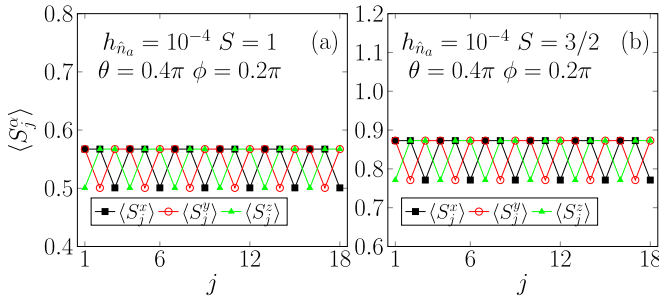 h_{n̂_a} = 10^{-4} S = 1 (a)
θ = 0.4π ϕ = 0.2π
⟨S_j^α⟩
0.8
0.7
0.6
0.5
0.4
⟨S_j^x⟩ ⟨S_j^y⟩ ⟨S_j^z⟩
1 6 12 18
j
h_{n̂_a} = 10^{-4} S = 3/2 (b)
θ = 0.4π ϕ = 0.2π
1.2
1.1
1.0
0.9
0.8
0.7
0.6
⟨S_j^x⟩ ⟨S_j^y⟩ ⟨S_j^z⟩
1 6 12 18
j